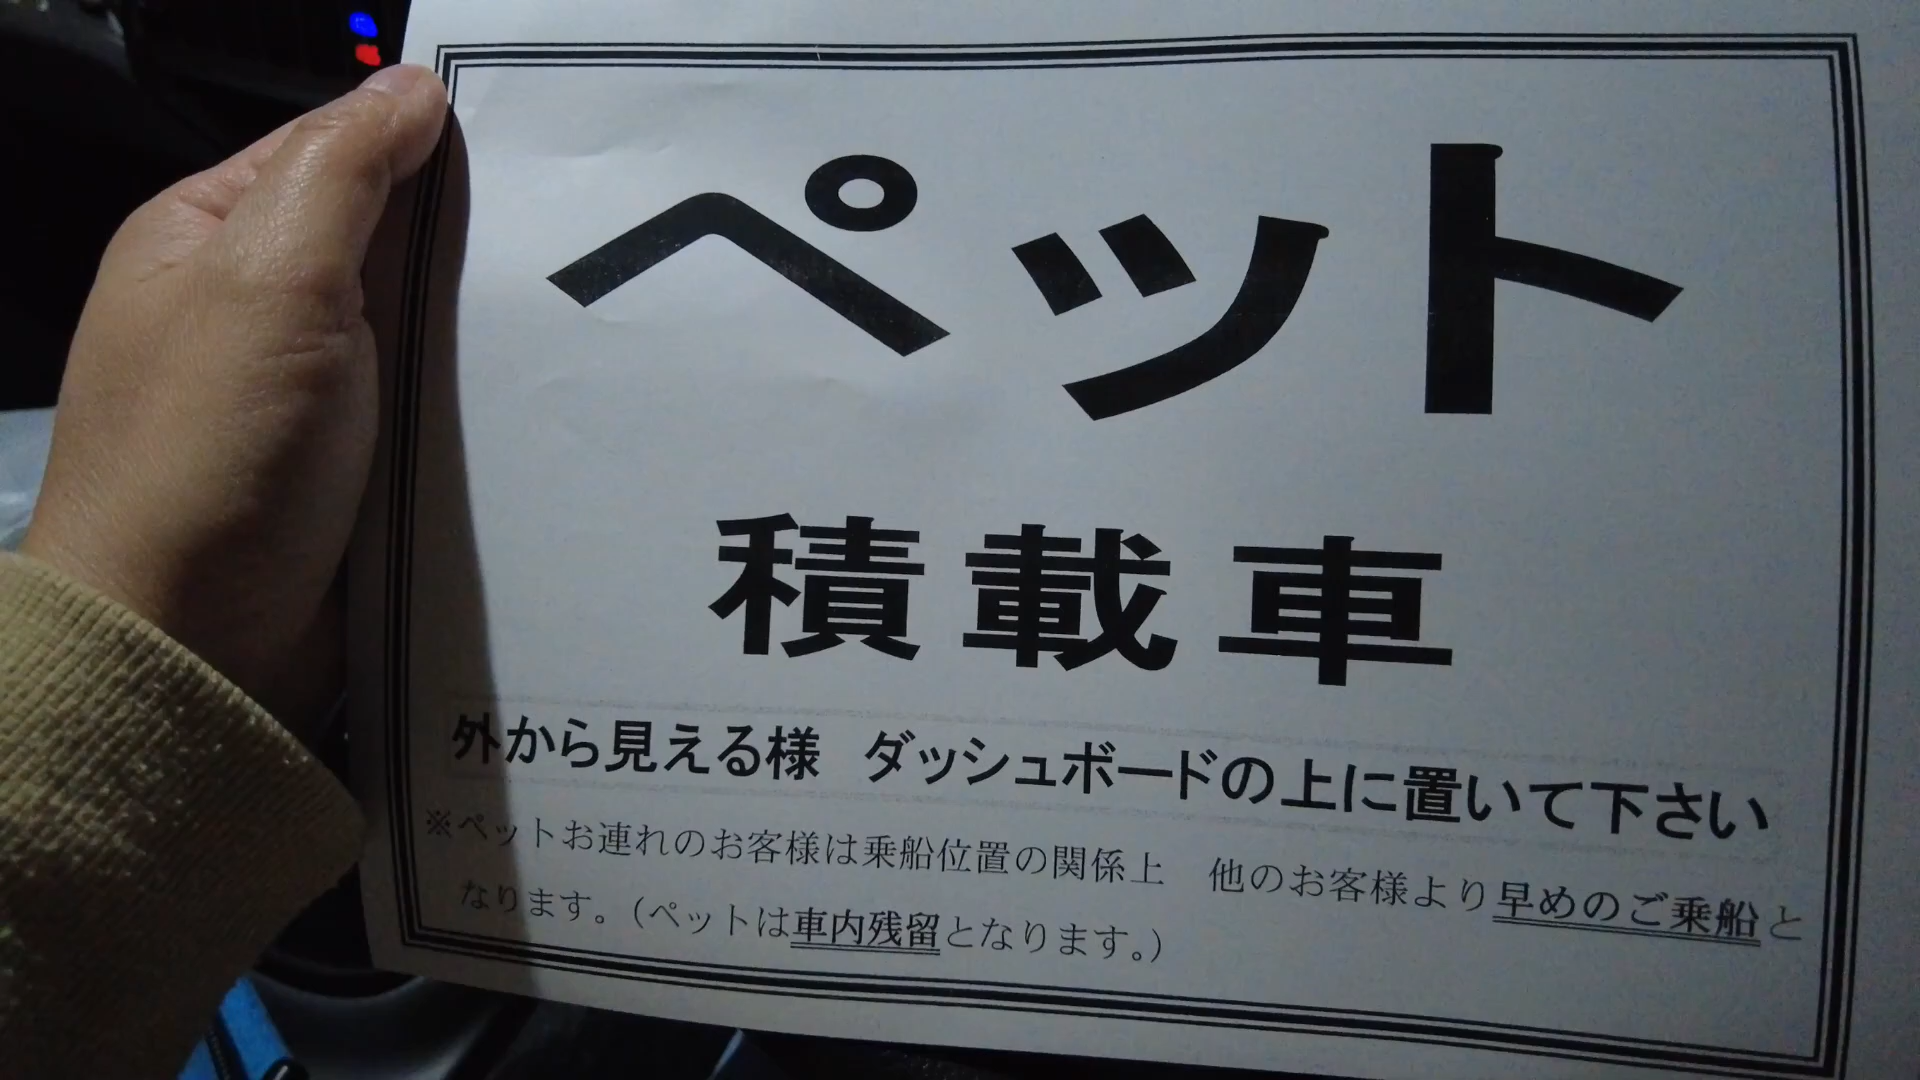 ペット
積載車
外から見える様　ダッシュボードの上に置いて下さい
※ペットお連れのお客様は乗船位置の関係上　他のお客様より早めのご乗船と
なります。（ペットは車内残留となります。）